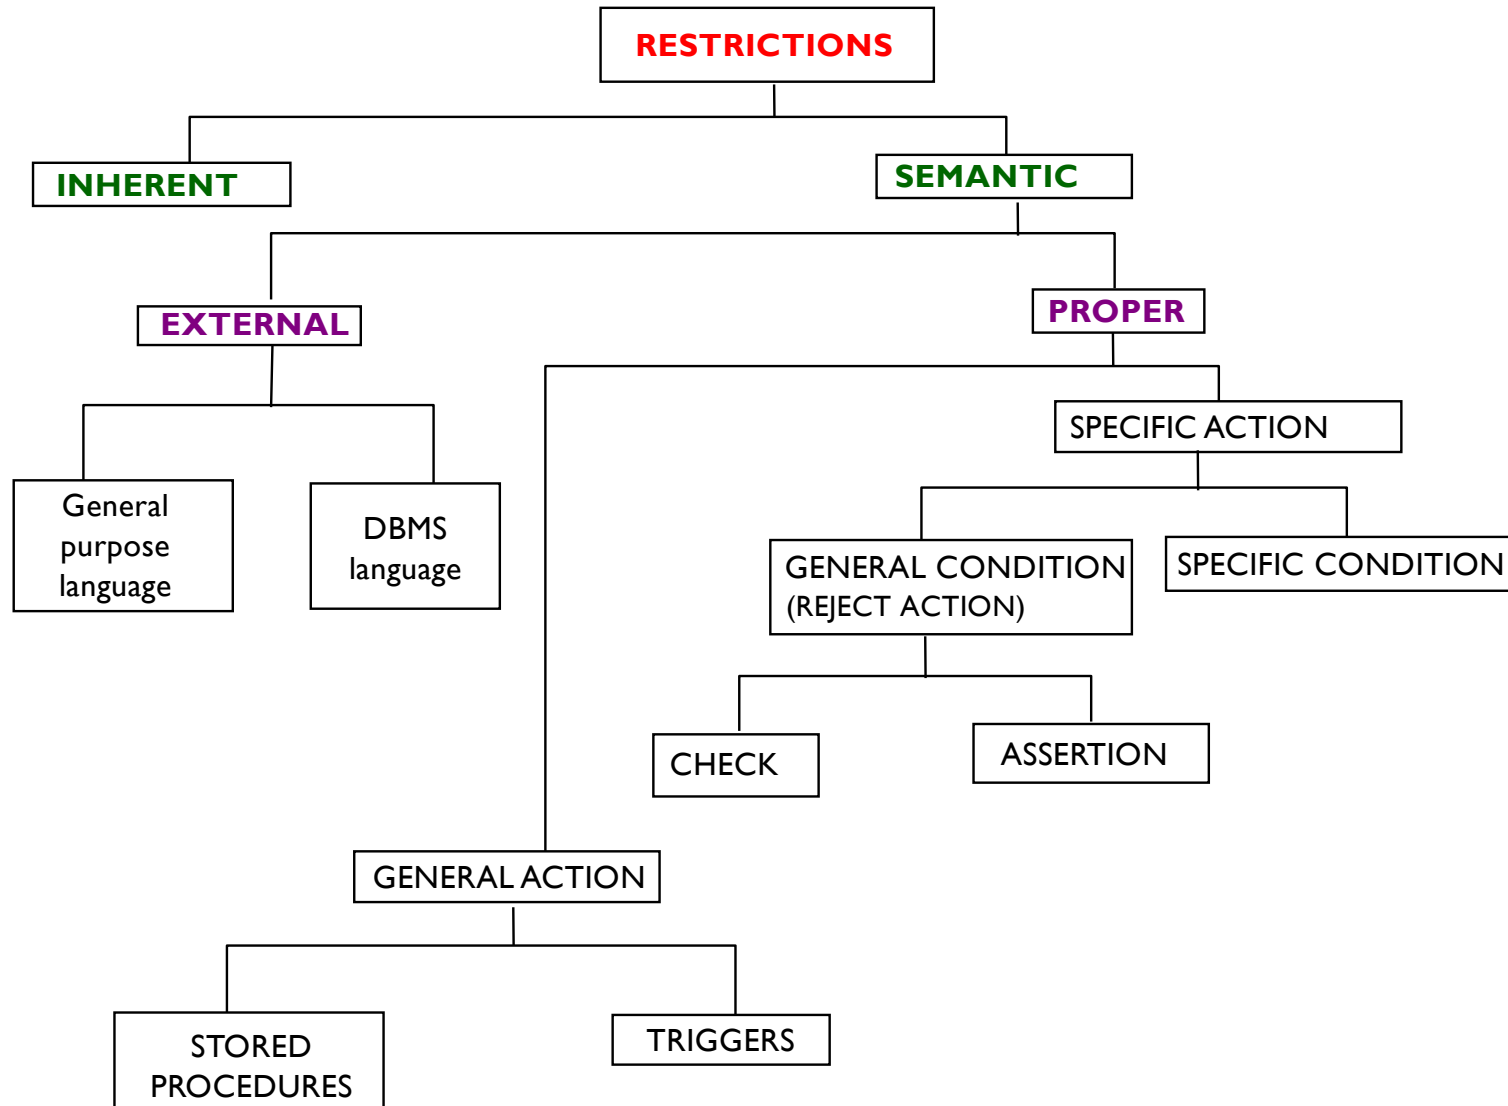 RESTRICTIONS
INHERENT
SEMANTIC
EXTERNAL
PROPER
SPECIFIC ACTION
General
purpose
language
DBMS
language
GENERAL CONDITION
(REJECT ACTION)
SPECIFIC CONDITION
CHECK
ASSERTION
GENERAL ACTION
STORED
PROCEDURES
TRIGGERS